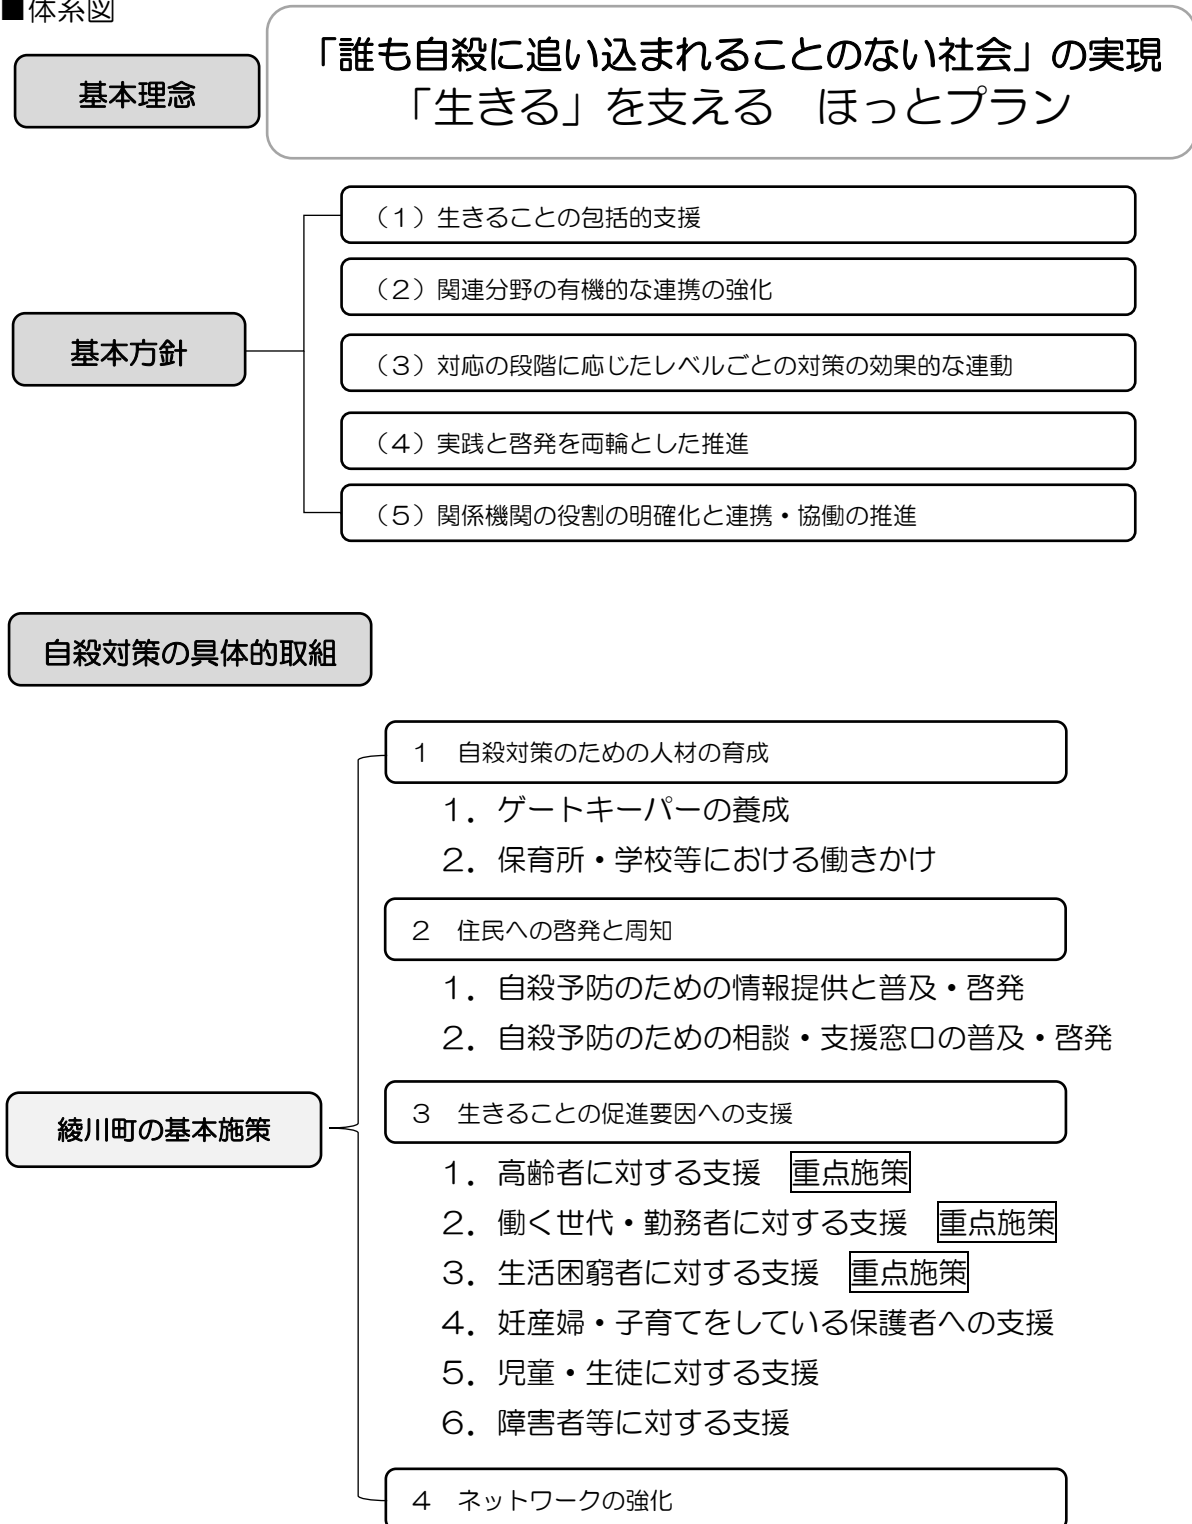 ■体系図
基本理念
「誰も自殺に追い込まれることのない社会」の実現
「生きる」を支える　ほっとプラン
基本方針
（１）生きることの包括的支援
（２）関連分野の有機的な連携の強化
（３）対応の段階に応じたレベルごとの対策の効果的な連動
（４）実践と啓発を両輪とした推進
（５）関係機関の役割の明確化と連携・協働の推進
自殺対策の具体的取組
綾川町の基本施策
１　自殺対策のための人材の育成
１．ゲートキーパーの養成
２．保育所・学校等における働きかけ
２　住民への啓発と周知
１．自殺予防のための情報提供と普及・啓発
２．自殺予防のための相談・支援窓口の普及・啓発
３　生きることの促進要因への支援
１．高齢者に対する支援　重点施策
２．働く世代・勤務者に対する支援　重点施策
３．生活困窮者に対する支援　重点施策
４．妊産婦・子育てをしている保護者への支援
５．児童・生徒に対する支援
６．障害者等に対する支援
４　ネットワークの強化